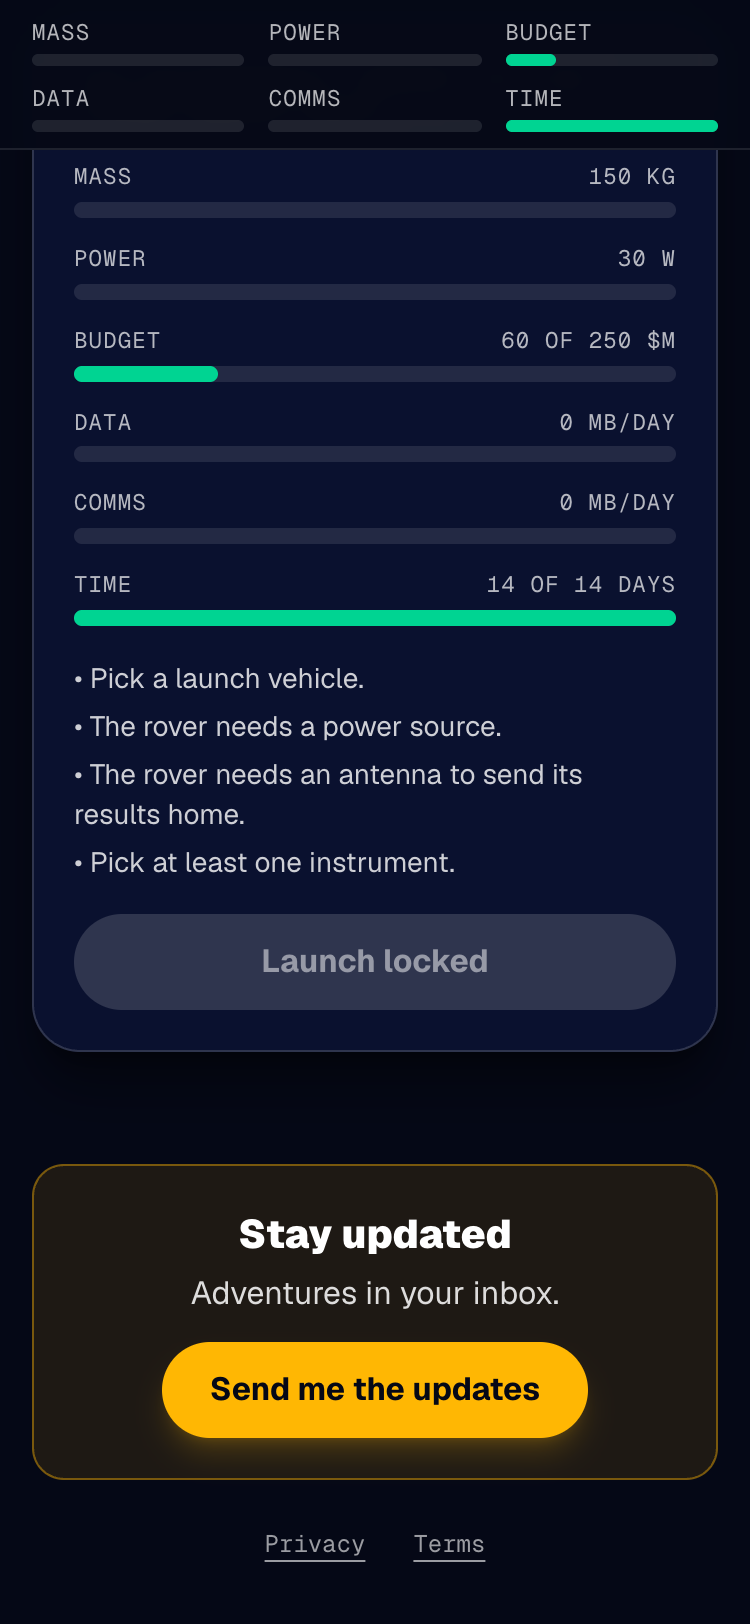 MASS POWER BUDGET
DATA COMMS TIME
MASS 150 KG
POWER 30 W
BUDGET 60 OF 250 $M
DATA 0 MB/DAY
COMMS 0 MB/DAY
TIME 14 OF 14 DAYS
• Pick a launch vehicle.
• The rover needs a power source.
• The rover needs an antenna to send its
results home.
• Pick at least one instrument.
Launch locked
Stay updated
Adventures in your inbox.
Send me the updates
Privacy Terms